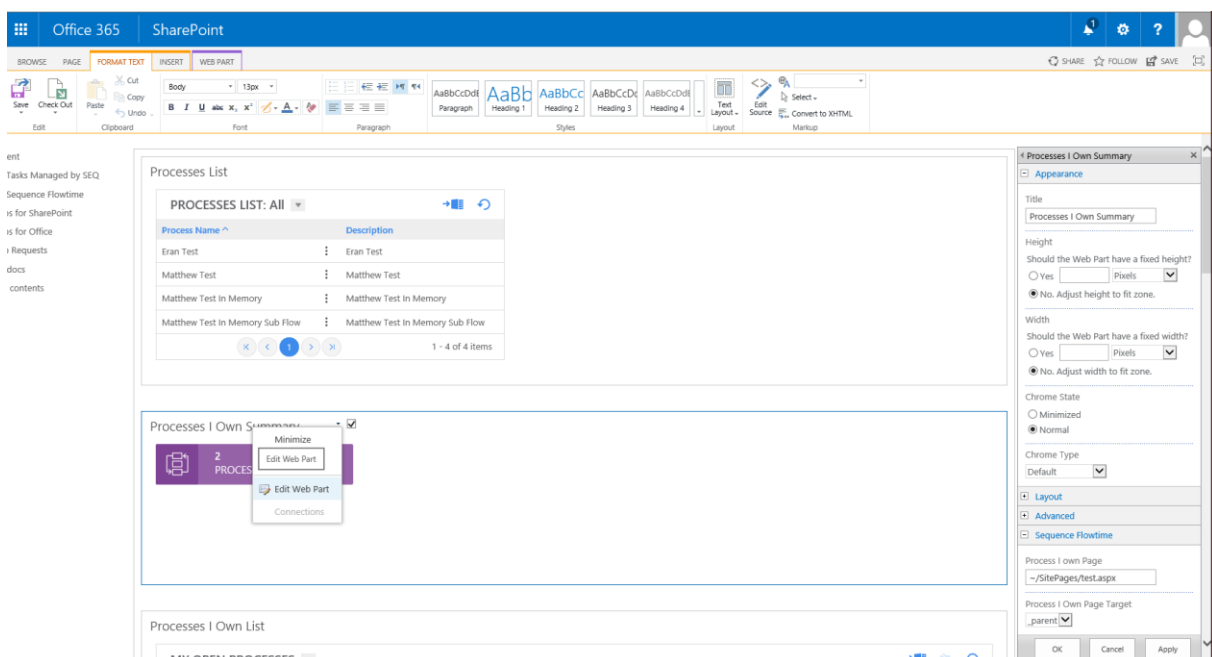 Office 365 SharePoint 1 ?
BROWSE PAGE FORMAT TEXT INSERT WEB PART SHARE FOLLOW SAVE
Save Check Out Paste Cut Copy Undo
Body 13px
B I U abc x, x² A
AaBbCcDdE AaBb AaBbCc AaBbCcDd AaBbCcDdE
Paragraph Heading 1 Heading 2 Heading 3 Heading 4
Text Layout Edit Source Select Convert to XHTML
Edit Clipboard Font Paragraph Styles Layout Markup
ent
Tasks Managed by SEQ
Sequence Flowtime
s for SharePoint
s for Office
Requests
docs
contents
Processes List
PROCESSES LIST: All
Process Name Description
Eran Test Eran Test
Matthew Test Matthew Test
Matthew Test In Memory Matthew Test In Memory
Matthew Test In Memory Sub Flow Matthew Test In Memory Sub Flow
1 1 - 4 of 4 items
Processes I Own Summary
2
PROCES
Minimize
Edit Web Part
Edit Web Part
Connections
Processes I Own List
MY OPEN PROCESSES
Processes I Own Summary
Appearance
Title
Processes I Own Summary
Height
Should the Web Part have a fixed height?
Yes Pixels
No. Adjust height to fit zone.
Width
Should the Web Part have a fixed width?
Yes Pixels
No. Adjust width to fit zone.
Chrome State
Minimized
Normal
Chrome Type
Default
Layout
Advanced
Sequence Flowtime
Process I own Page
~/SitePages/test.aspx
Process I Own Page Target
_parent
OK Cancel Apply